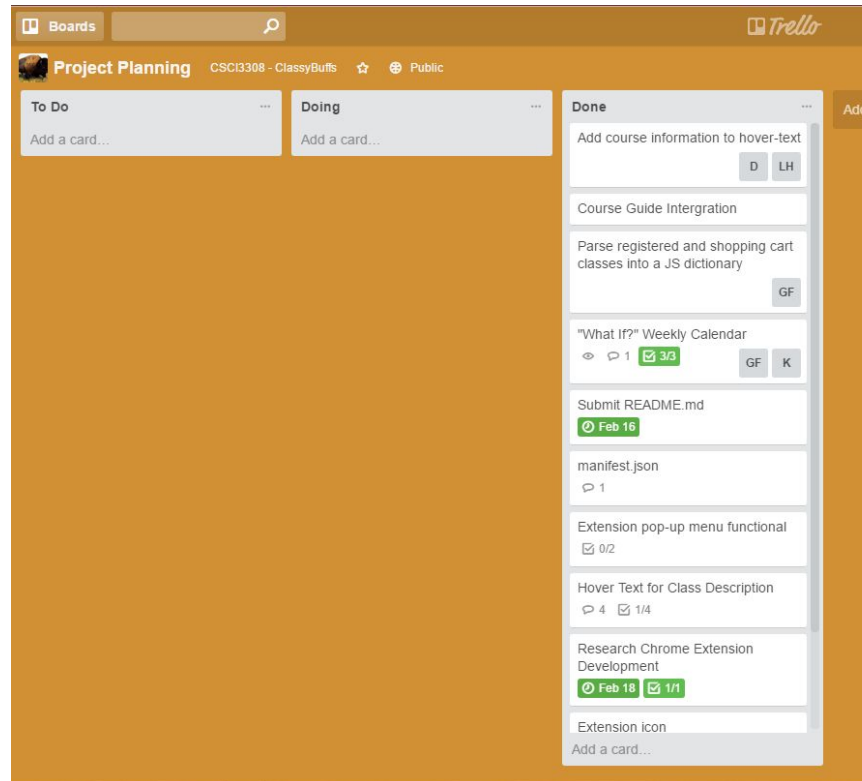 Boards
Trello
Project Planning CSCI3308 - ClassyBuffs Public
To Do
Add a card...
Doing
Add a card...
Done
Add course information to hover-text
D LH
Course Guide Intergration
Parse registered and shopping cart
classes into a JS dictionary
GF
"What If?" Weekly Calendar
1 3/3 GF K
Submit README.md
Feb 16
manifest.json
1
Extension pop-up menu functional
0/2
Hover Text for Class Description
4 1/4
Research Chrome Extension
Development
Feb 18 1/1
Extension icon
Add a card...